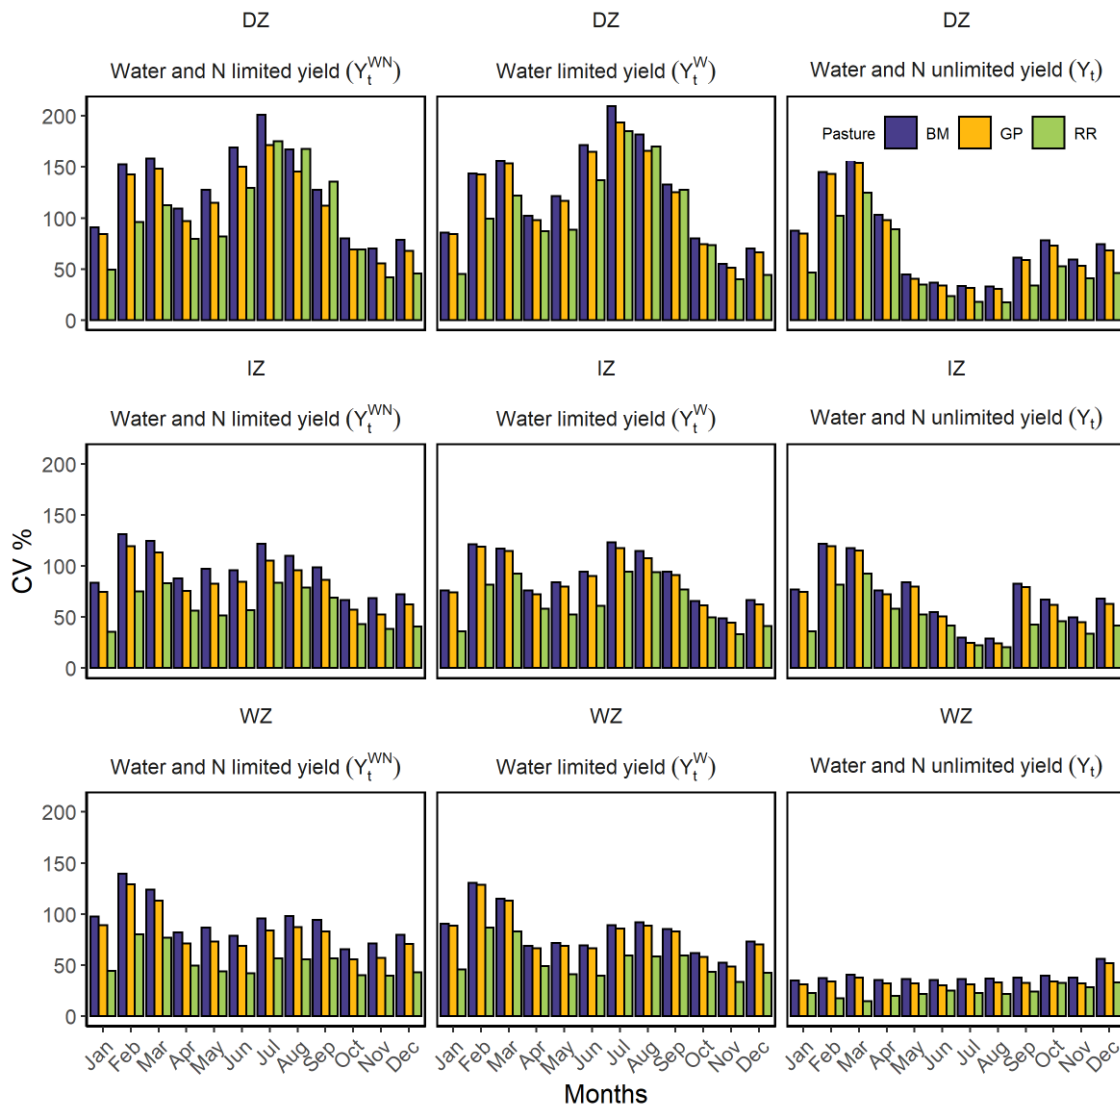 DZ DZ DZ
Water and N limited yield (Y_t^WN) Water limited yield (Y_t^W) Water and N unlimited yield (Y_t)
200
150
100
50
0
Pasture BM GP RR
IZ IZ IZ
Water and N limited yield (Y_t^WN) Water limited yield (Y_t^W) Water and N unlimited yield (Y_t)
200
150
100
50
0
CV %
WZ WZ WZ
Water and N limited yield (Y_t^WN) Water limited yield (Y_t^W) Water and N unlimited yield (Y_t)
200
150
100
50
0
Jan Feb Mar Apr May Jun Jul Aug Sep Oct Nov Dec Jan Feb Mar Apr May Jun Jul Aug Sep Oct Nov Dec Jan Feb Mar Apr May Jun Jul Aug Sep Oct Nov Dec
Months